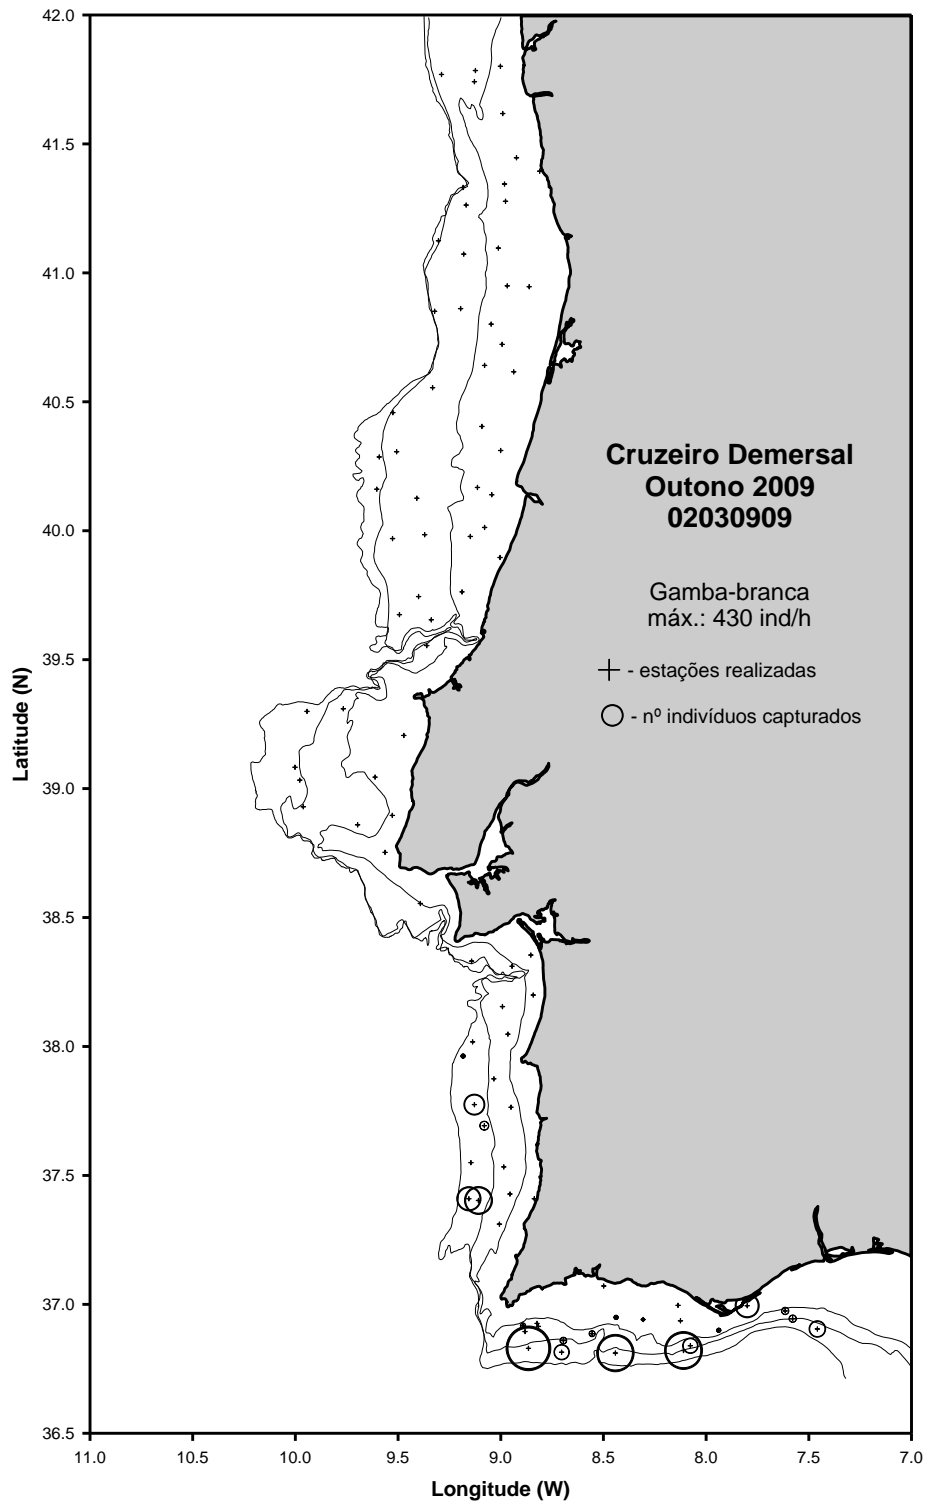 42.0
41.5
41.0
40.5
40.0
39.5
39.0
38.5
38.0
37.5
37.0
36.5
Latitude (N)
Cruzeiro Demersal
Outono 2009
02030909
Gamba-branca
máx.: 430 ind/h
- estações realizadas
- nº indivíduos capturados
11.0 10.5 10.0 9.5 9.0 8.5 8.0 7.5 7.0
Longitude (W)